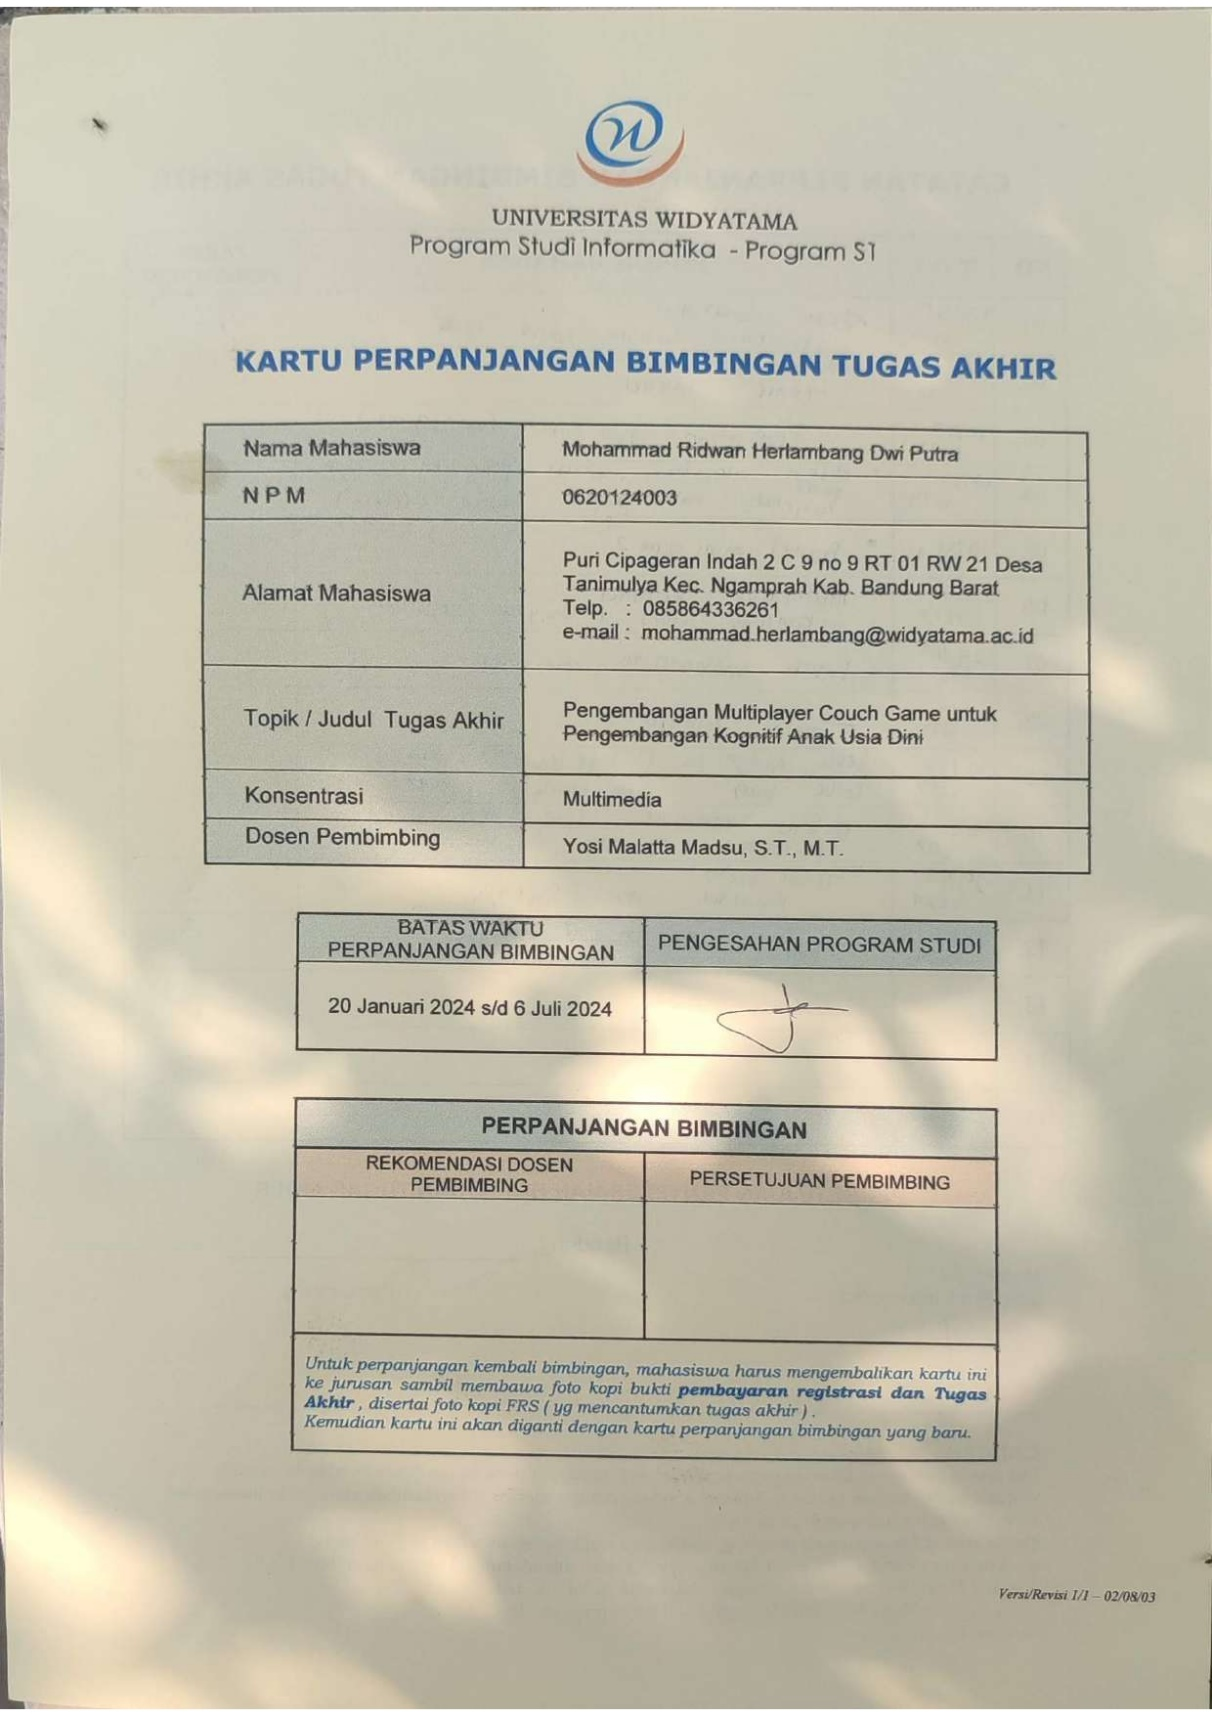 UNIVERSITAS WIDYATAMA
Program Studi Informatika - Program S1
KARTU PERPANJANGAN BIMBINGAN TUGAS AKHIR
Nama Mahasiswa
Mohammad Ridwan Herlambang Dwi Putra
N P M
0620124003
Alamat Mahasiswa
Puri Cipageran Indah 2 C 9 no 9 RT 01 RW 21 Desa
Tanimulya Kec. Ngamprah Kab. Bandung Barat
Telp. : 085864336261
e-mail : mohammad.herlambang@widyatama.ac.id
Topik / Judul Tugas Akhir
Pengembangan Multiplayer Couch Game untuk
Pengembangan Kognitif Anak Usia Dini
Konsentrasi
Multimedia
Dosen Pembimbing
Yosi Malatta Madsu, S.T., M.T.
BATAS WAKTU
PERPANJANGAN BIMBINGAN
PENGESAHAN PROGRAM STUDI
20 Januari 2024 s/d 6 Juli 2024
PERPANJANGAN BIMBINGAN
REKOMENDASI DOSEN
PEMBIMBING
PERSETUJUAN PEMBIMBING
Untuk perpanjangan kembali bimbingan, mahasiswa harus mengembalikan kartu ini
ke jurusan sambil membawa foto kopi bukti pembayaran registrasi dan Tugas
Akhir , disertai foto kopi FRS ( yg mencantumkan tugas akhir ) .
Kemudian kartu ini akan diganti dengan kartu perpanjangan bimbingan yang baru.
Versi/Revisi 1/1 – 02/08/03